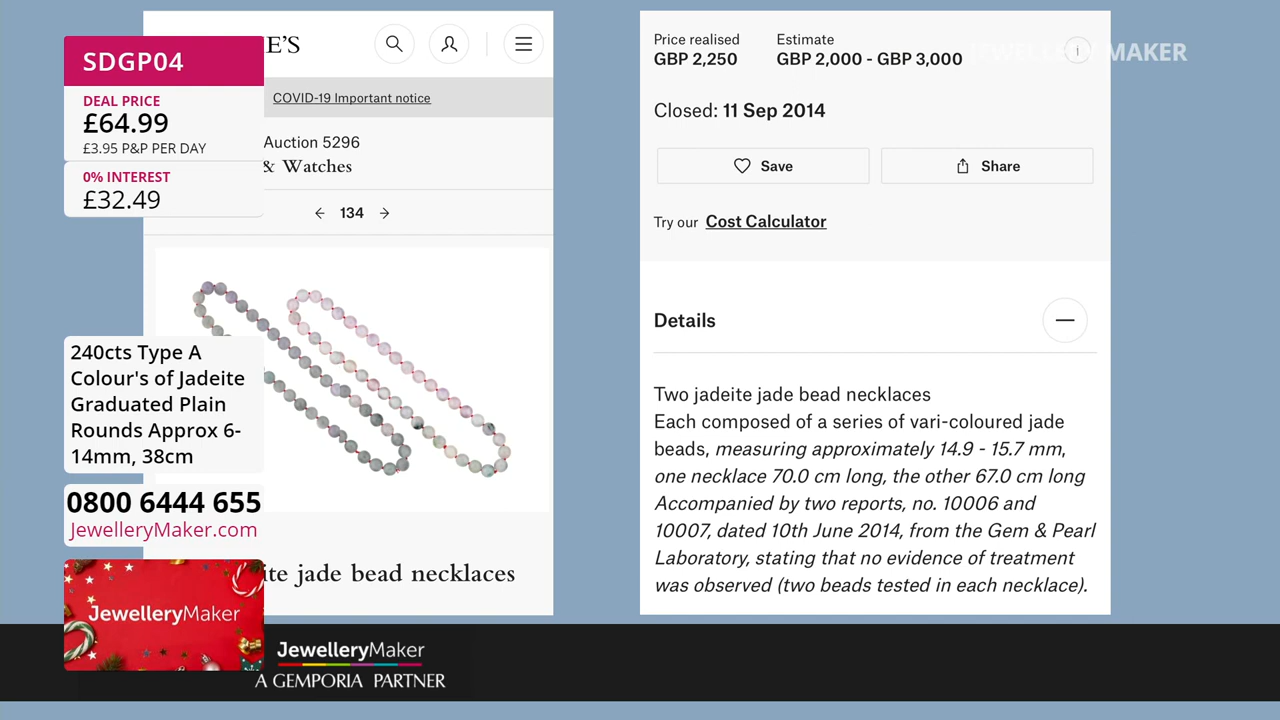 SDGP04
DEAL PRICE
£64.99
£3.95 P&P PER DAY
0% INTEREST
£32.49
240cts Type A
Colour's of Jadeite
Graduated Plain
Rounds Approx 6-
14mm, 38cm
0800 6444 655
JewelleryMaker.com
JewelleryMaker
E'S
COVID-19 Important notice
Auction 5296
& Watches
134
ite jade bead necklaces
Price realised
GBP 2,250
Estimate
GBP 2,000 - GBP 3,000
JEWELLERY MAKER
Closed: 11 Sep 2014
Save
Share
Try our Cost Calculator
Details
Two jadeite jade bead necklaces
Each composed of a series of vari-coloured jade
beads, measuring approximately 14.9 - 15.7 mm,
one necklace 70.0 cm long, the other 67.0 cm long
Accompanied by two reports, no. 10006 and
10007, dated 10th June 2014, from the Gem & Pearl
Laboratory, stating that no evidence of treatment
was observed (two beads tested in each necklace).
JewelleryMaker
A GEMPORIA PARTNER